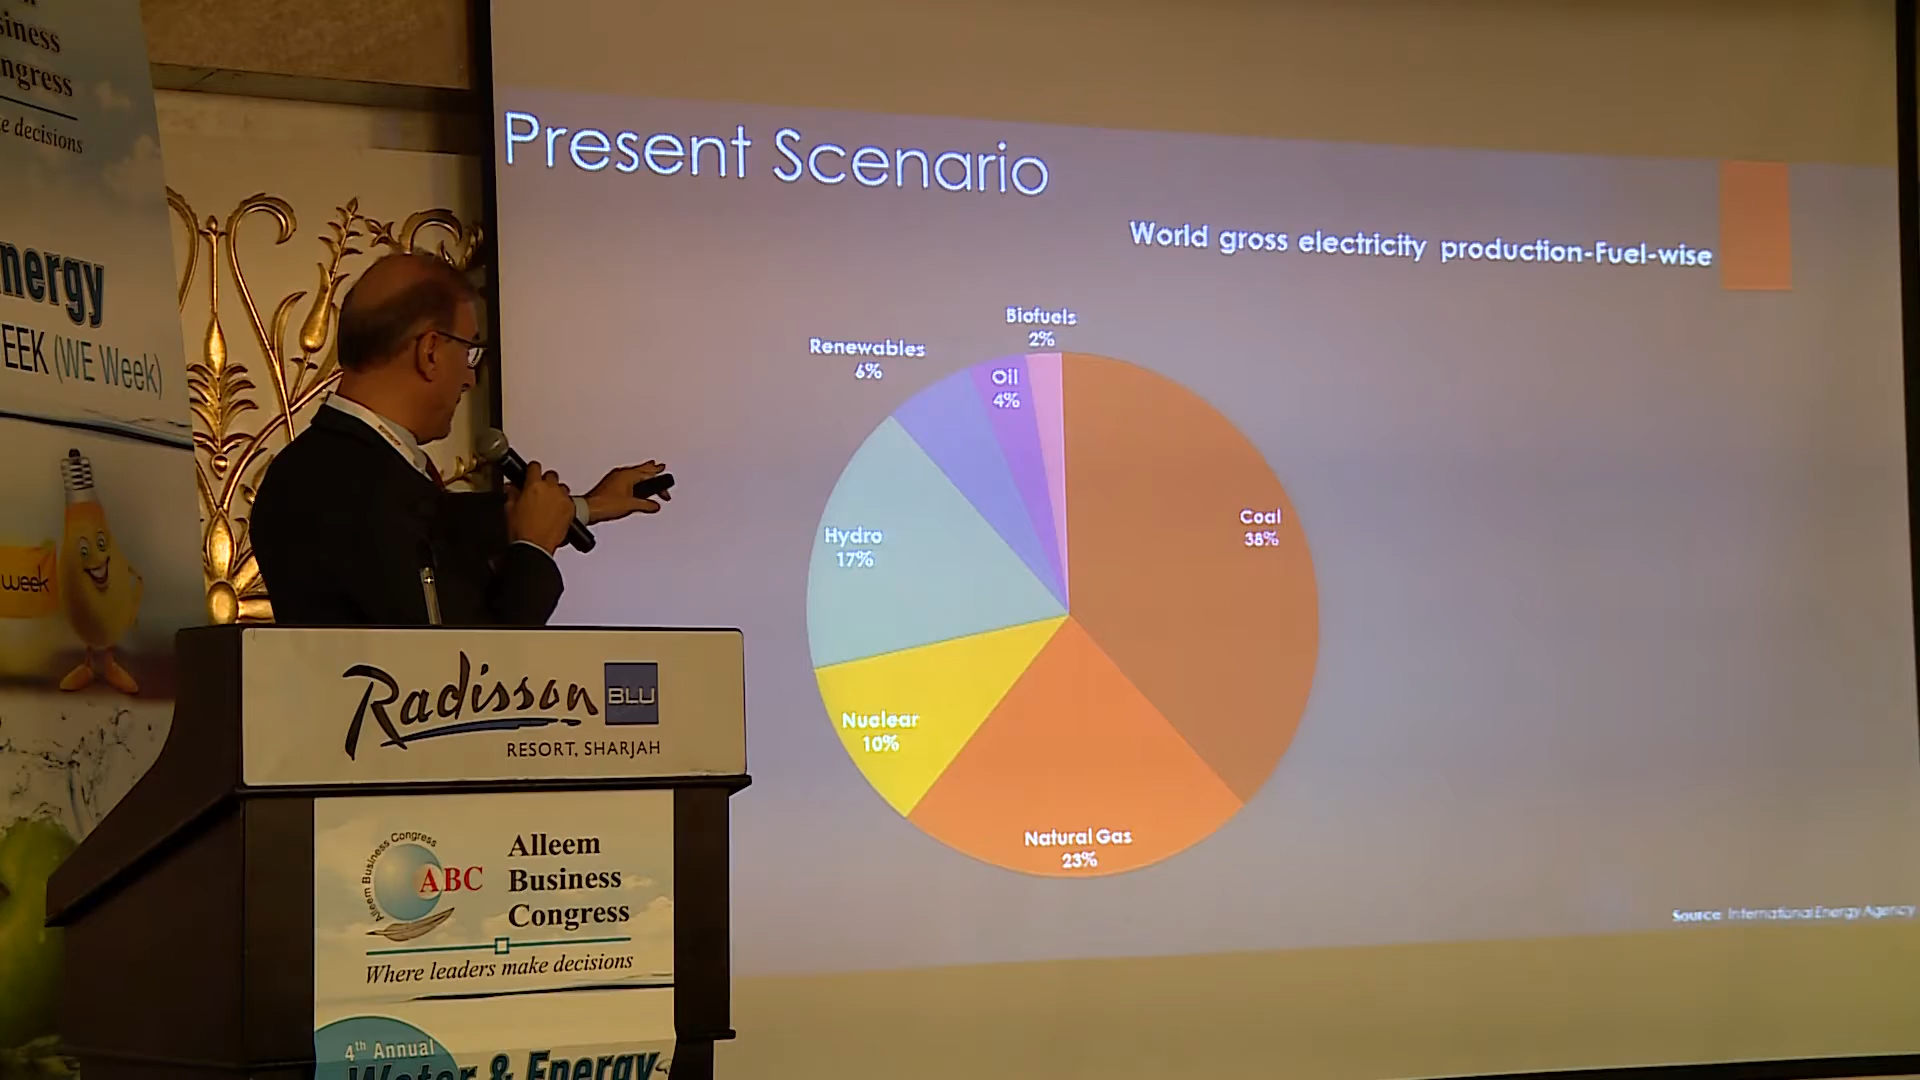 siness
ngress
e decisions
nergy
EEK (WE Week)
week
Present Scenario
World gross electricity production-Fuel-wise
Biofuels
2%
Renewables
6%
Oil
4%
Coal
38%
Hydro
17%
Nuclear
10%
Natural Gas
23%
Source: International Energy Agency
Radisson BLU
RESORT, SHARJAH
Alleem Business Congress
ABC
Alleem
Business
Congress
Where leaders make decisions
4th Annual
Water & Energy